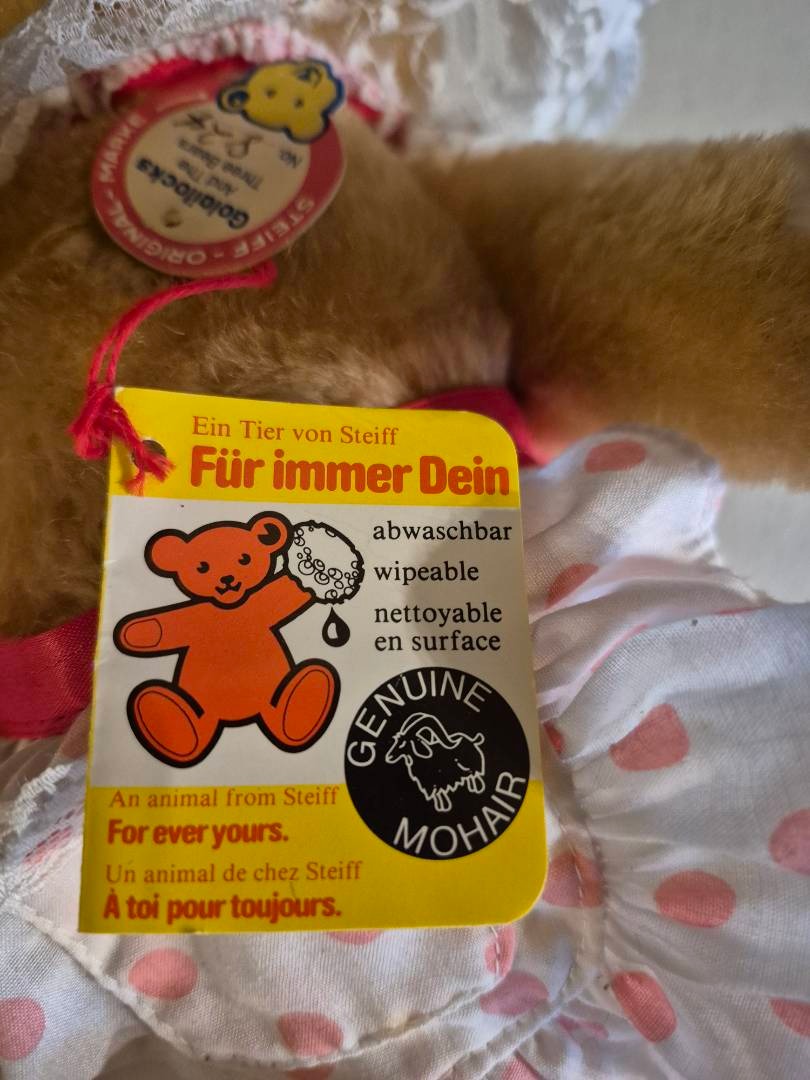 STEIFF - ORIGINAL - MARKE
Goldilocks
And The
Three Bears
No.
Ein Tier von Steiff
Für immer Dein
abwaschbar
wipeable
nettoyable
en surface
GENUINE
MOHAIR
An animal from Steiff
For ever yours.
Un animal de chez Steiff
À toi pour toujours.